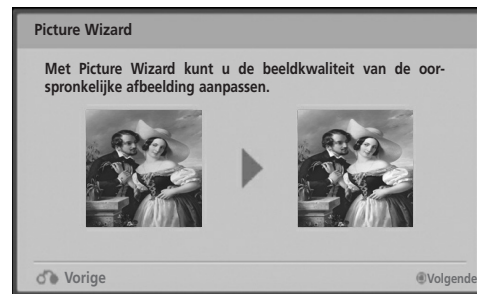 Picture Wizard
Met Picture Wizard kunt u de beeldkwaliteit van de oor-
spronkelijke afbeelding aanpassen.
Vorige
Volgende